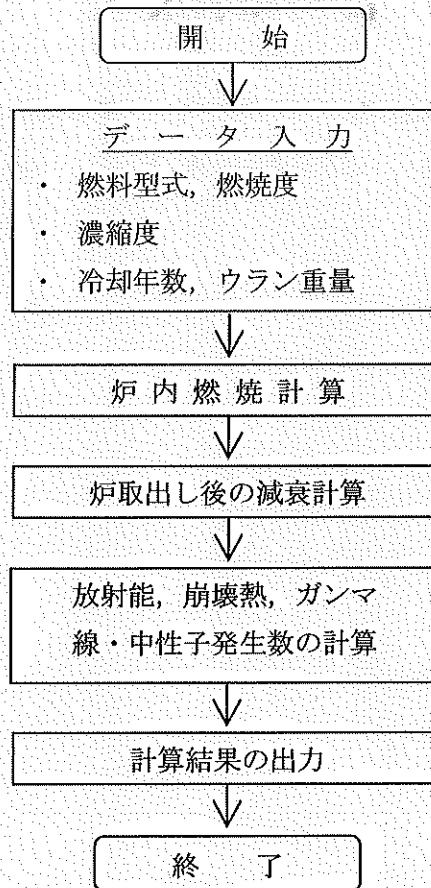 開　始
データ入力
・ 燃料型式，燃焼度
・ 濃縮度
・ 冷却年数，ウラン重量
炉内燃焼計算
炉取出し後の減衰計算
放射能，崩壊熱，ガンマ
線・中性子発生数の計算
計算結果の出力
終　了